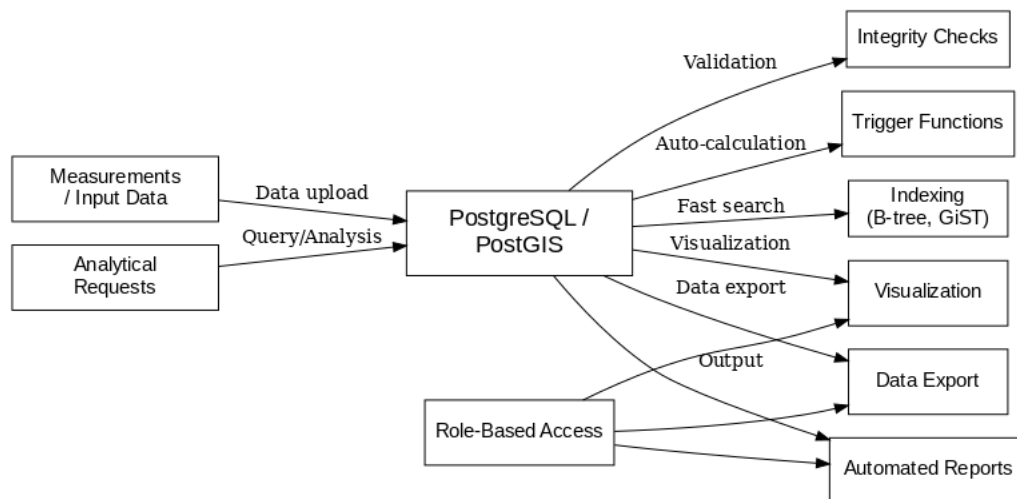 Integrity Checks
Validation
Trigger Functions
Auto-calculation
Measurements
/ Input Data
Data upload
PostgreSQL /
PostGIS
Fast search
Indexing
(B-tree, GiST)
Query/Analysis
Analytical
Requests
Visualization
Visualization
Data export
Data Export
Output
Role-Based Access
Automated Reports